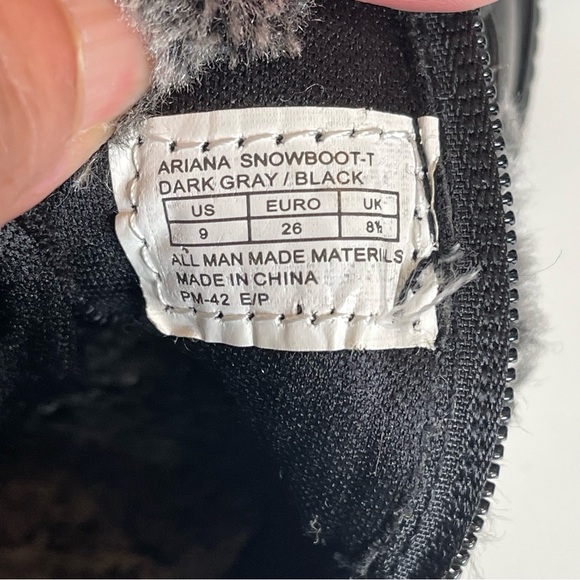 ARIANA SNOWBOOT-T
DARK GRAY / BLACK
US EURO UK
9 26 8½
ALL MAN MADE MATERILS
MADE IN CHINA
PM-42 E/P